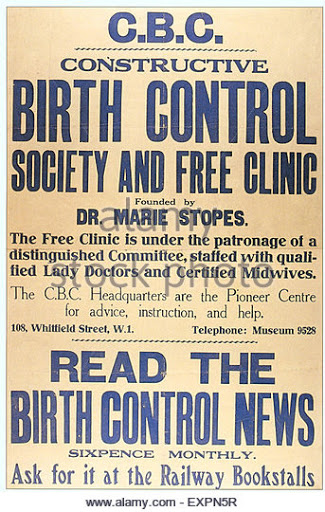 C.B.C.
CONSTRUCTIVE
BIRTH CONTROL
SOCIETY AND FREE CLINIC
Founded by
DR. MARIE STOPES.
The Free Clinic is under the patronage of a
distinguished Committee, staffed with quali-
fied Lady Doctors and Certified Midwives.
The C.B.C. Headquarters are the Pioneer Centre
for advice, instruction, and help.
108, Whitfield Street, W.1. Telephone: Museum 9528
READ THE
BIRTH CONTROL NEWS
SIXPENCE MONTHLY.
Ask for it at the Railway Bookstalls
alamy
stock photo
www.alamy.com - EXPN5R